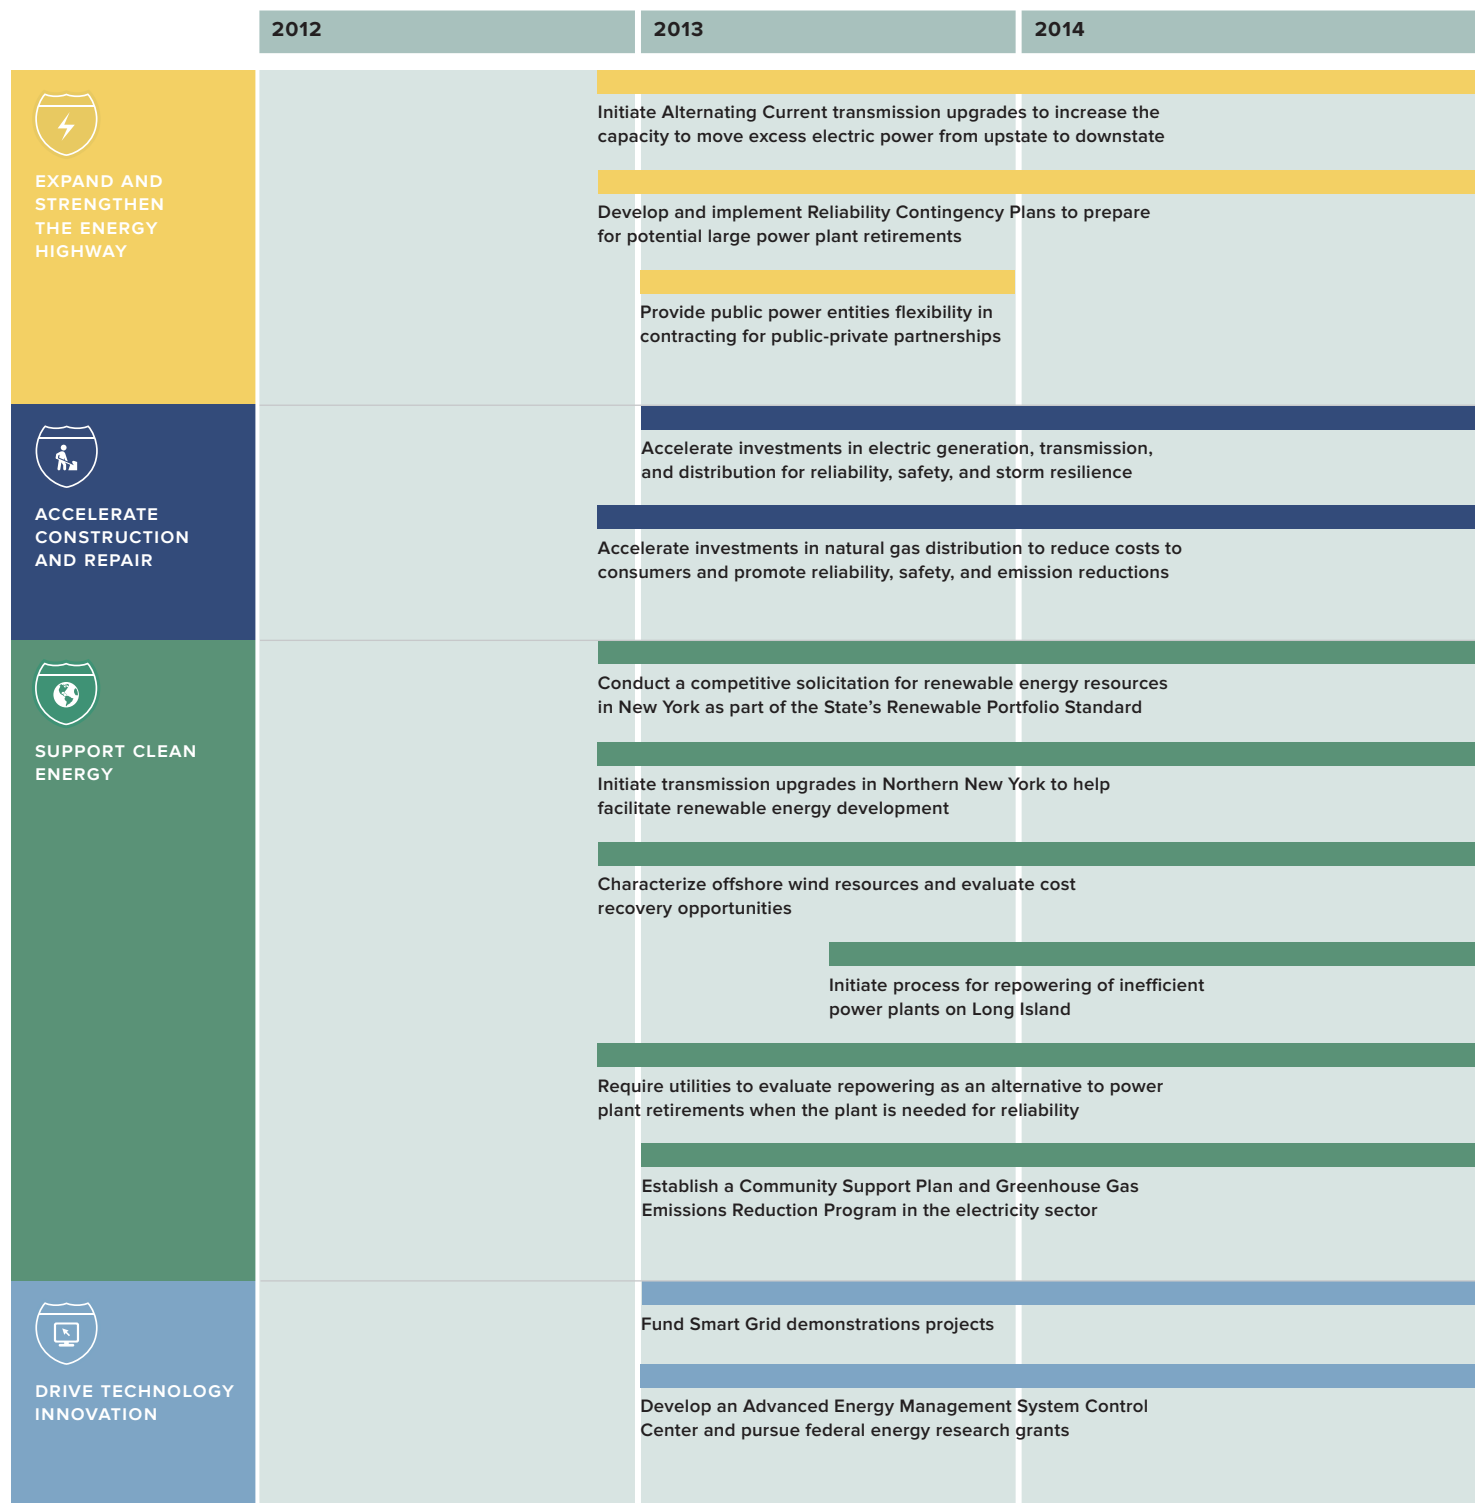 2012
2013
2014
EXPAND AND
STRENGTHEN
THE ENERGY
HIGHWAY
Initiate Alternating Current transmission upgrades to increase the
capacity to move excess electric power from upstate to downstate
Develop and implement Reliability Contingency Plans to prepare
for potential large power plant retirements
Provide public power entities flexibility in
contracting for public-private partnerships
ACCELERATE
CONSTRUCTION
AND REPAIR
Accelerate investments in electric generation, transmission,
and distribution for reliability, safety, and storm resilience
Accelerate investments in natural gas distribution to reduce costs to
consumers and promote reliability, safety, and emission reductions
SUPPORT CLEAN
ENERGY
Conduct a competitive solicitation for renewable energy resources
in New York as part of the State’s Renewable Portfolio Standard
Initiate transmission upgrades in Northern New York to help
facilitate renewable energy development
Characterize offshore wind resources and evaluate cost
recovery opportunities
Initiate process for repowering of inefficient
power plants on Long Island
Require utilities to evaluate repowering as an alternative to power
plant retirements when the plant is needed for reliability
Establish a Community Support Plan and Greenhouse Gas
Emissions Reduction Program in the electricity sector
DRIVE TECHNOLOGY
INNOVATION
Fund Smart Grid demonstrations projects
Develop an Advanced Energy Management System Control
Center and pursue federal energy research grants